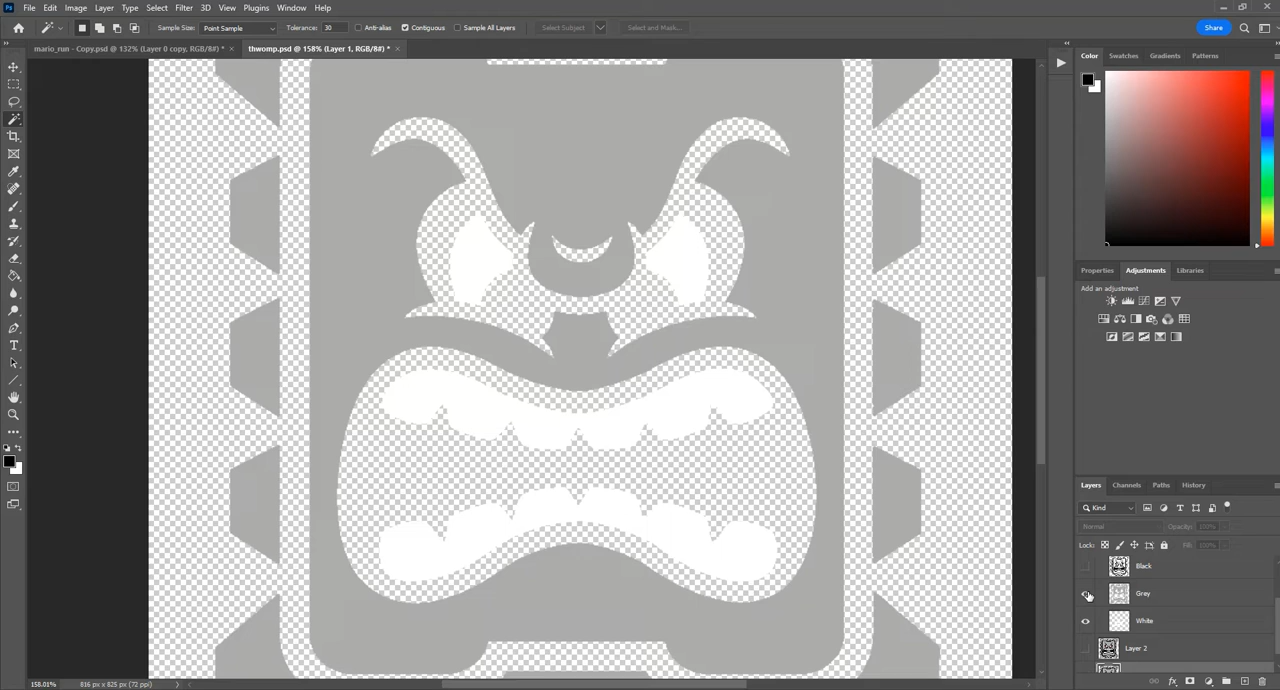 Ps File Edit Image Layer Type Select Filter 3D View Plugins Window Help
Sample Size: Point Sample Tolerance: 30 Anti-alias Contiguous Sample All Layers Select Subject Select and Mask... Share
mario_run - Copy.psd @ 132% (Layer 0 copy, RGB/8#) * × thwomp.psd @ 158% (Layer 1, RGB/8#) * ×
Color Swatches Gradients Patterns
Properties Adjustments Libraries
Add an adjustment
Layers Channels Paths History
Kind
Normal Opacity: 100%
Lock: Fill: 100%
Black
Grey
White
Layer 2
158.01% 816 px x 825 px (72 ppi)